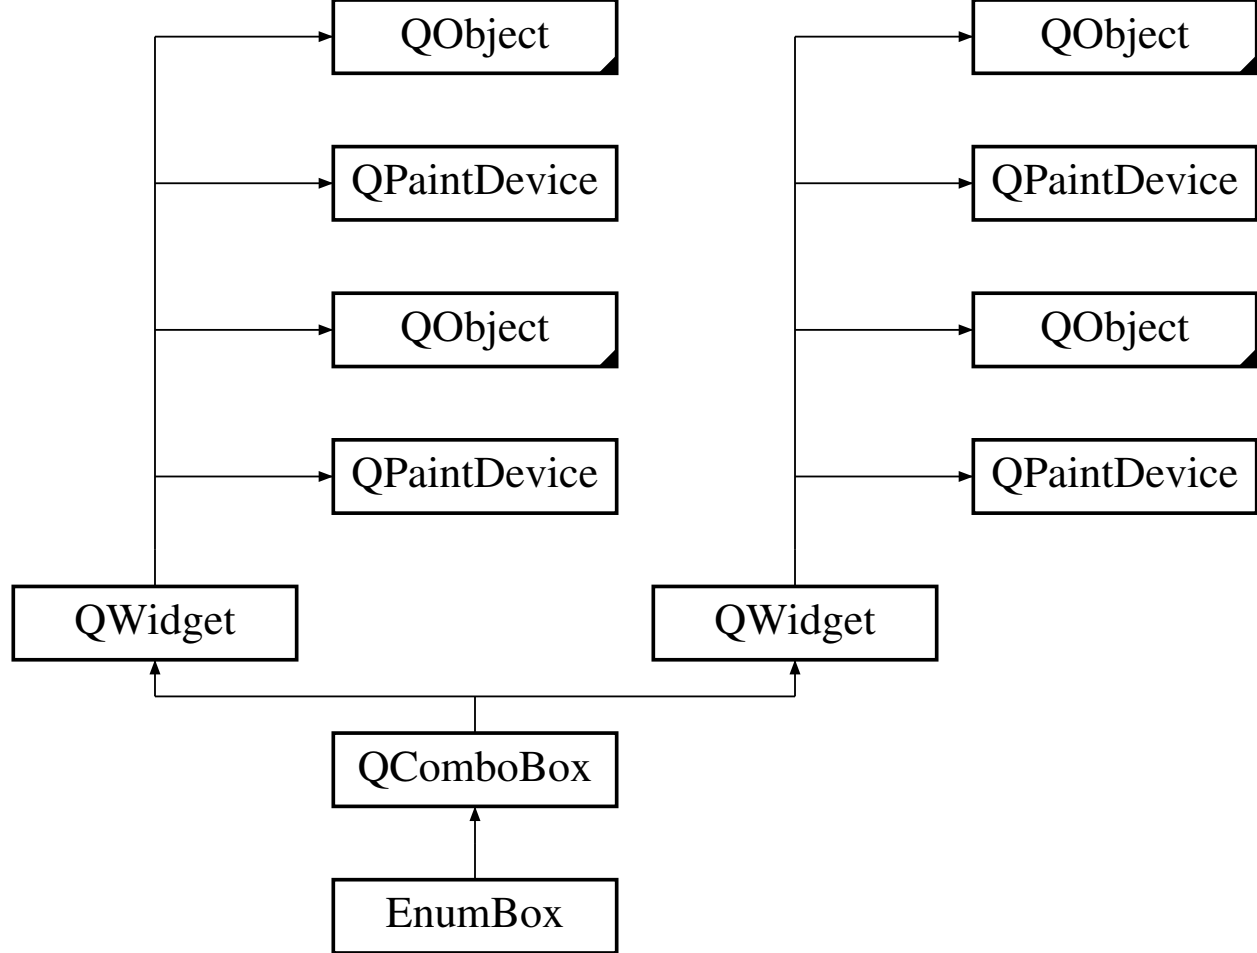 QObject
QObject
QPaintDevice
QPaintDevice
QObject
QObject
QPaintDevice
QPaintDevice
QWidget
QWidget
QComboBox
EnumBox